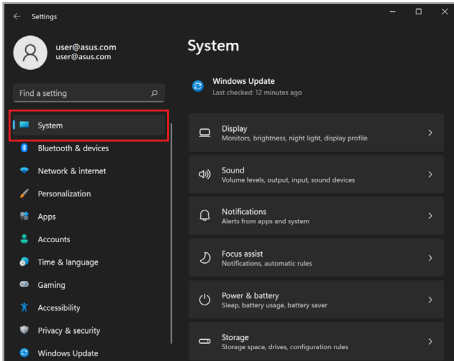 Settings
user@asus.com
user@asus.com
Find a setting
System
Bluetooth & devices
Network & internet
Personalization
Apps
Accounts
Time & language
Gaming
Accessibility
Privacy & security
Windows Update
System
Windows Update
Last checked: 12 minutes ago
Display
Monitors, brightness, night light, display profile
Sound
Volume levels, output, input, sound devices
Notifications
Alerts from apps and system
Focus assist
Notifications, automatic rules
Power & battery
Sleep, battery usage, battery saver
Storage
Storage space, drives, configuration rules